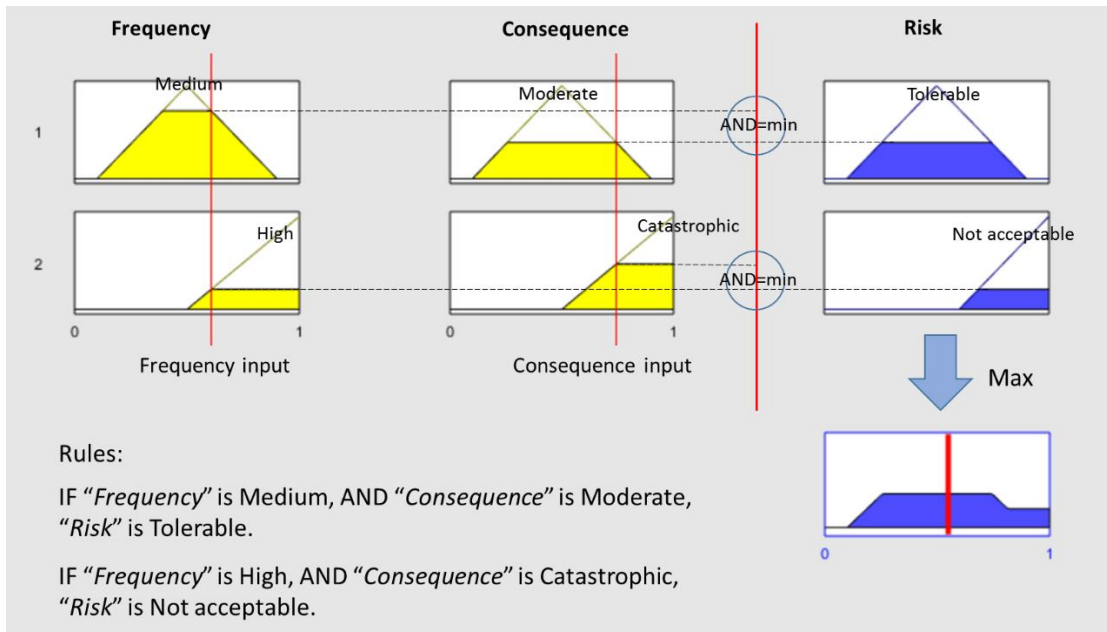 Frequency
Consequence
Risk
1
Medium
Moderate
AND=min
Tolerable
2
High
Catastrophic
AND=min
Not acceptable
0
1
0
1
Frequency input
Consequence input
Max
0
1
Rules:
IF “Frequency” is Medium, AND “Consequence” is Moderate,
“Risk” is Tolerable.
IF “Frequency” is High, AND “Consequence” is Catastrophic,
“Risk” is Not acceptable.